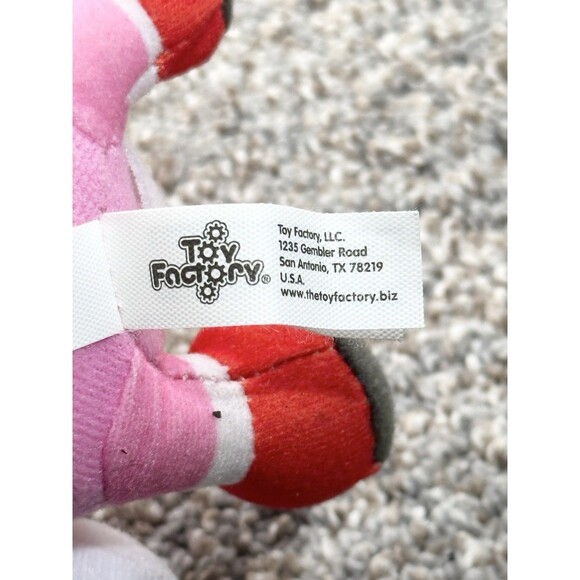 Toy
Factory®
Toy Factory, LLC.
1235 Gembler Road
San Antonio, TX 78219
U.S.A.
www.thetoyfactory.biz